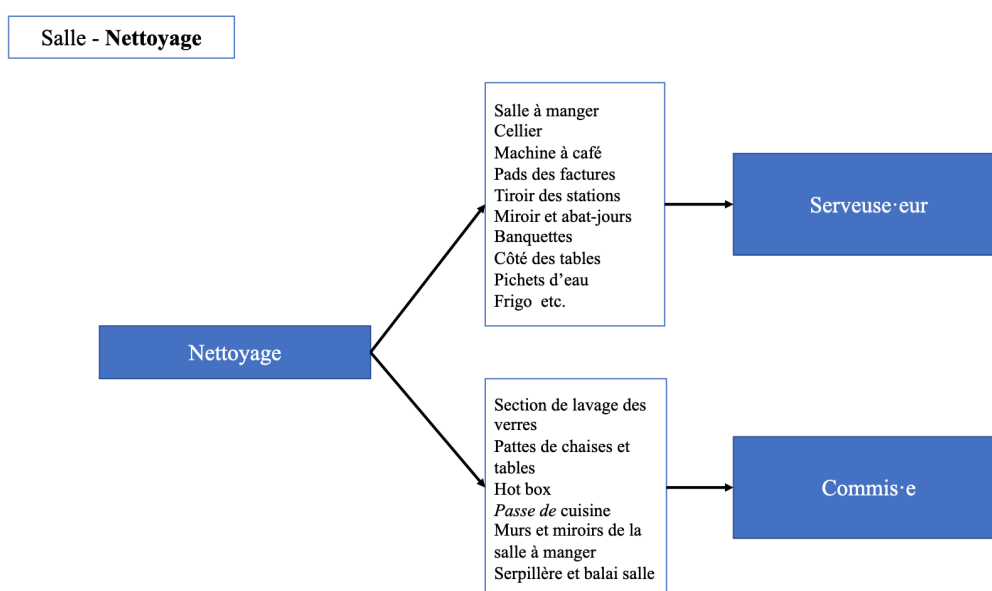 Salle - Nettoyage
Salle à manger
Cellier
Machine à café
Pads des factures
Tiroir des stations
Miroir et abat-jours
Banquettes
Côté des tables
Pichets d’eau
Frigo  etc.
Serveuse·eur
Nettoyage
Section de lavage des
verres
Pattes de chaises et
tables
Hot box
Passe de cuisine
Murs et miroirs de la
salle à manger
Serpillère et balai salle
Commis·e